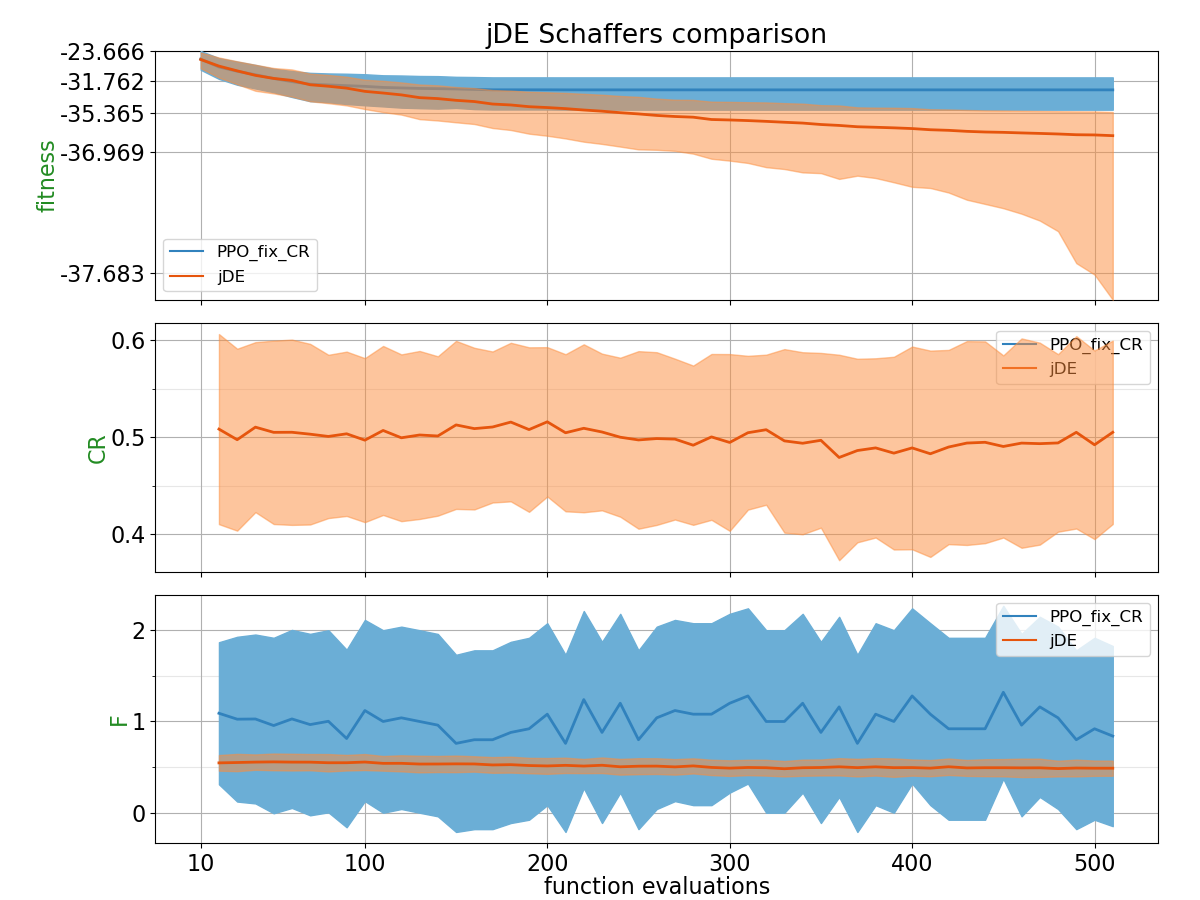 jDE Schaffers comparison
-23.666
-31.762
-35.365
-36.969
-37.683
fitness
PPO_fix_CR
jDE
0.6
0.5
0.4
CR
PPO_fix_CR
jDE
2
1
0
F
PPO_fix_CR
jDE
10 100 200 300 400 500
function evaluations